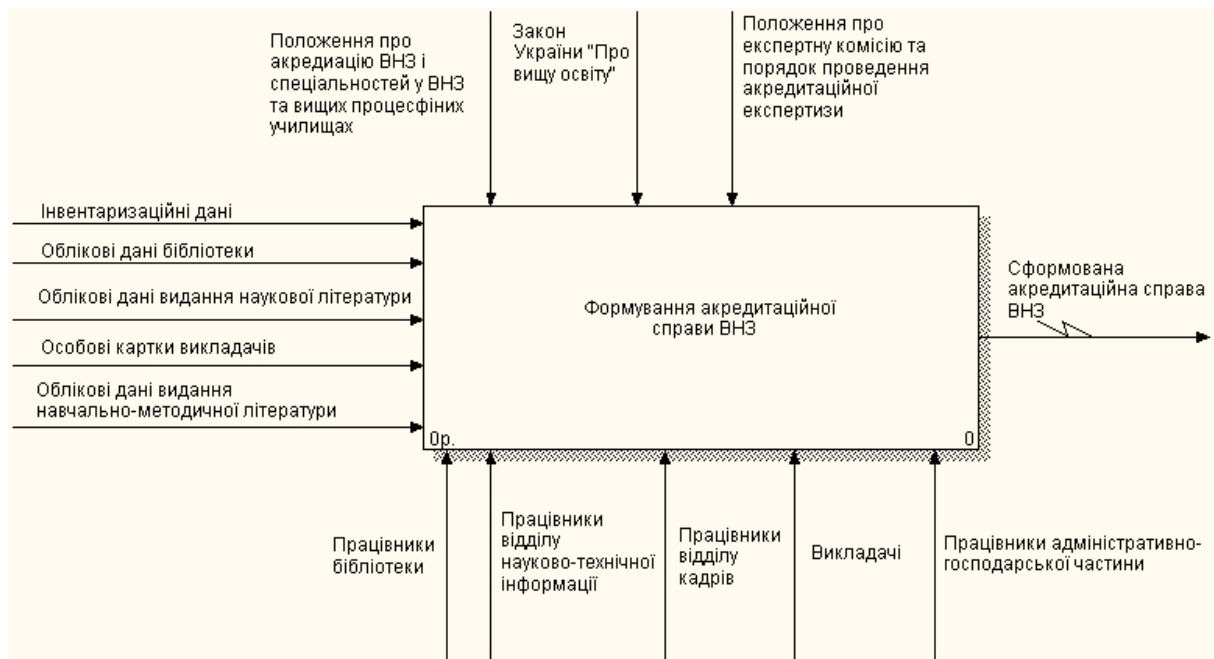 Положення про
акредиацію ВНЗ і
спеціальностей у ВНЗ
та вищих процесфіних
училищах
Закон
України "Про
вищу освіту"
Положення про
експертну комісію та
порядок проведення
акредитаційної
експертизи
Інвентаризаційні дані
Облікові дані бібліотеки
Облікові дані видання наукової літератури
Особові картки викладачів
Облікові дані видання
навчально-методичної літератури
Формування акредитаційної
справи ВНЗ
0р.
0
Сформована
акредитаційна справа
ВНЗ
Працівники
бібліотеки
Працівники
відділу
науково-технічної
інформації
Працівники
відділу
кадрів
Викладачі
Працівники адміністративно-
господарської частини